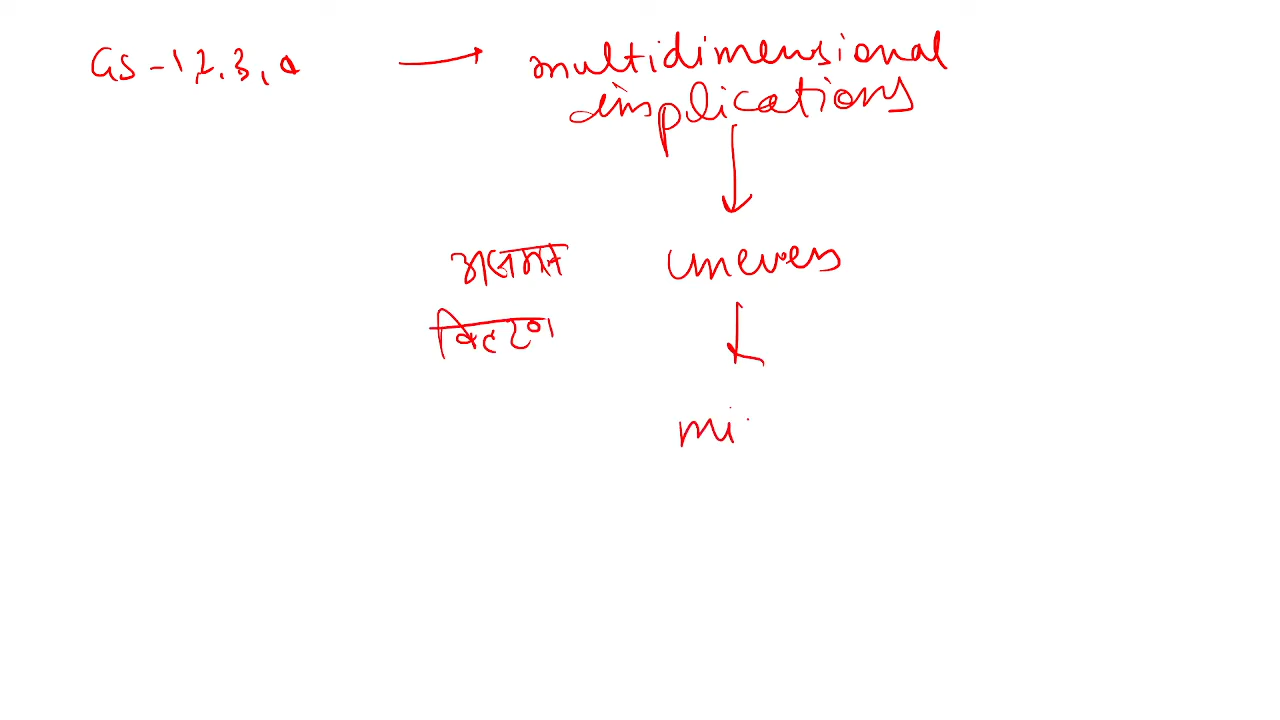 GS - 1, 2, 3, 4 → multidimensional
implications
असमान uneven
वितरण
mi